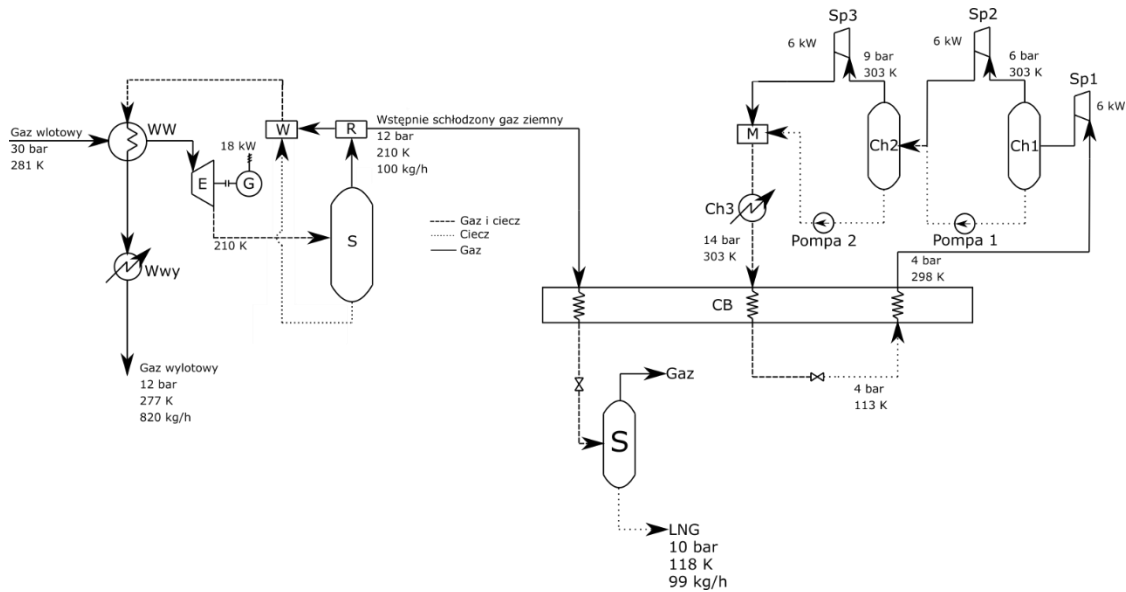 Sp3
6 kW
9 bar
303 K
Sp2
6 kW
6 bar
303 K
Sp1
6 kW
Gaz wlotowy
30 bar
281 K
WW
18 kW
E
G
W
R
Wstępnie schłodzony gaz ziemny
12 bar
210 K
100 kg/h
M
Ch2
Ch1
S
210 K
Gaz i ciecz
Ciecz
Gaz
Wwy
Ch3
14 bar
303 K
Pompa 2
Pompa 1
4 bar
298 K
CB
Gaz wylotowy
12 bar
277 K
820 kg/h
4 bar
113 K
Gaz
S
LNG
10 bar
118 K
99 kg/h